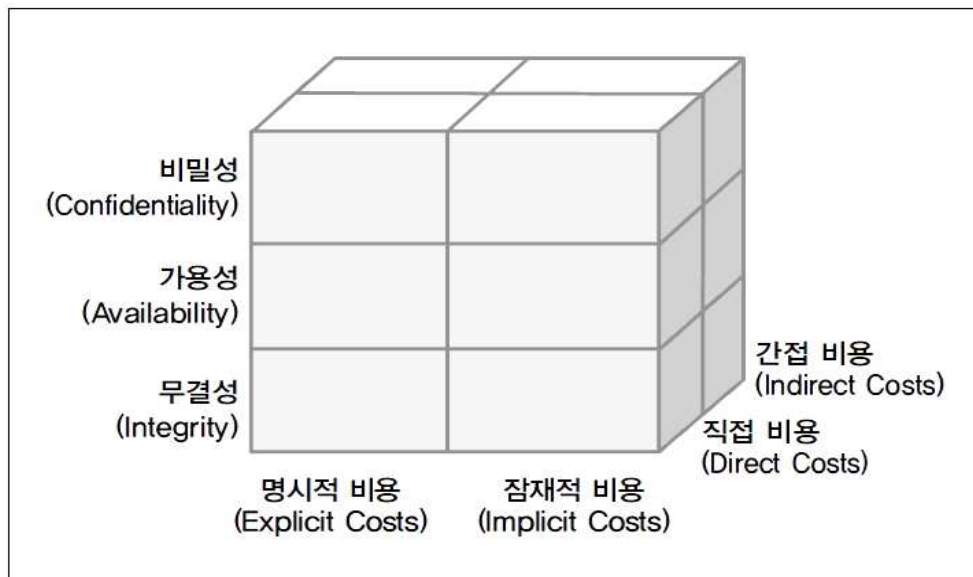 비밀성
(Confidentiality)
가용성
(Availability)
무결성
(Integrity)
간접 비용
(Indirect Costs)
직접 비용
(Direct Costs)
명시적 비용
(Explicit Costs)
잠재적 비용
(Implicit Costs)